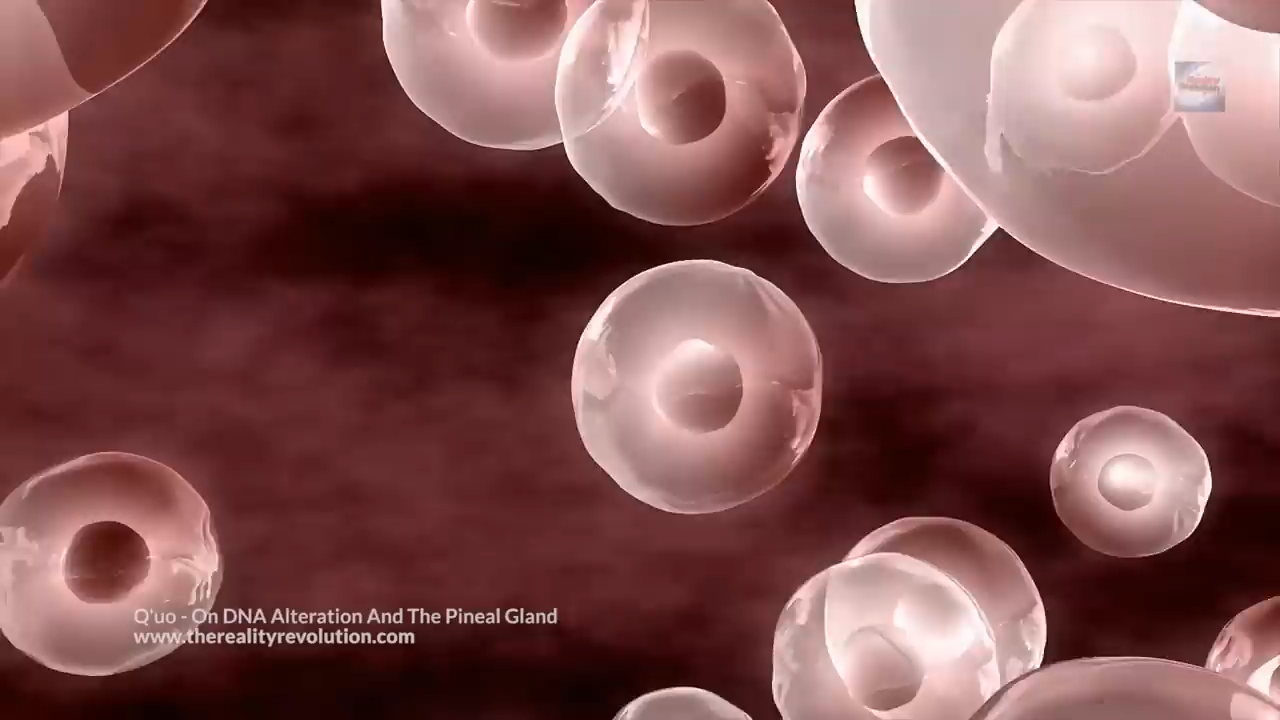 Q'uo - On DNA Alteration And The Pineal Gland
www.therealityrevolution.com